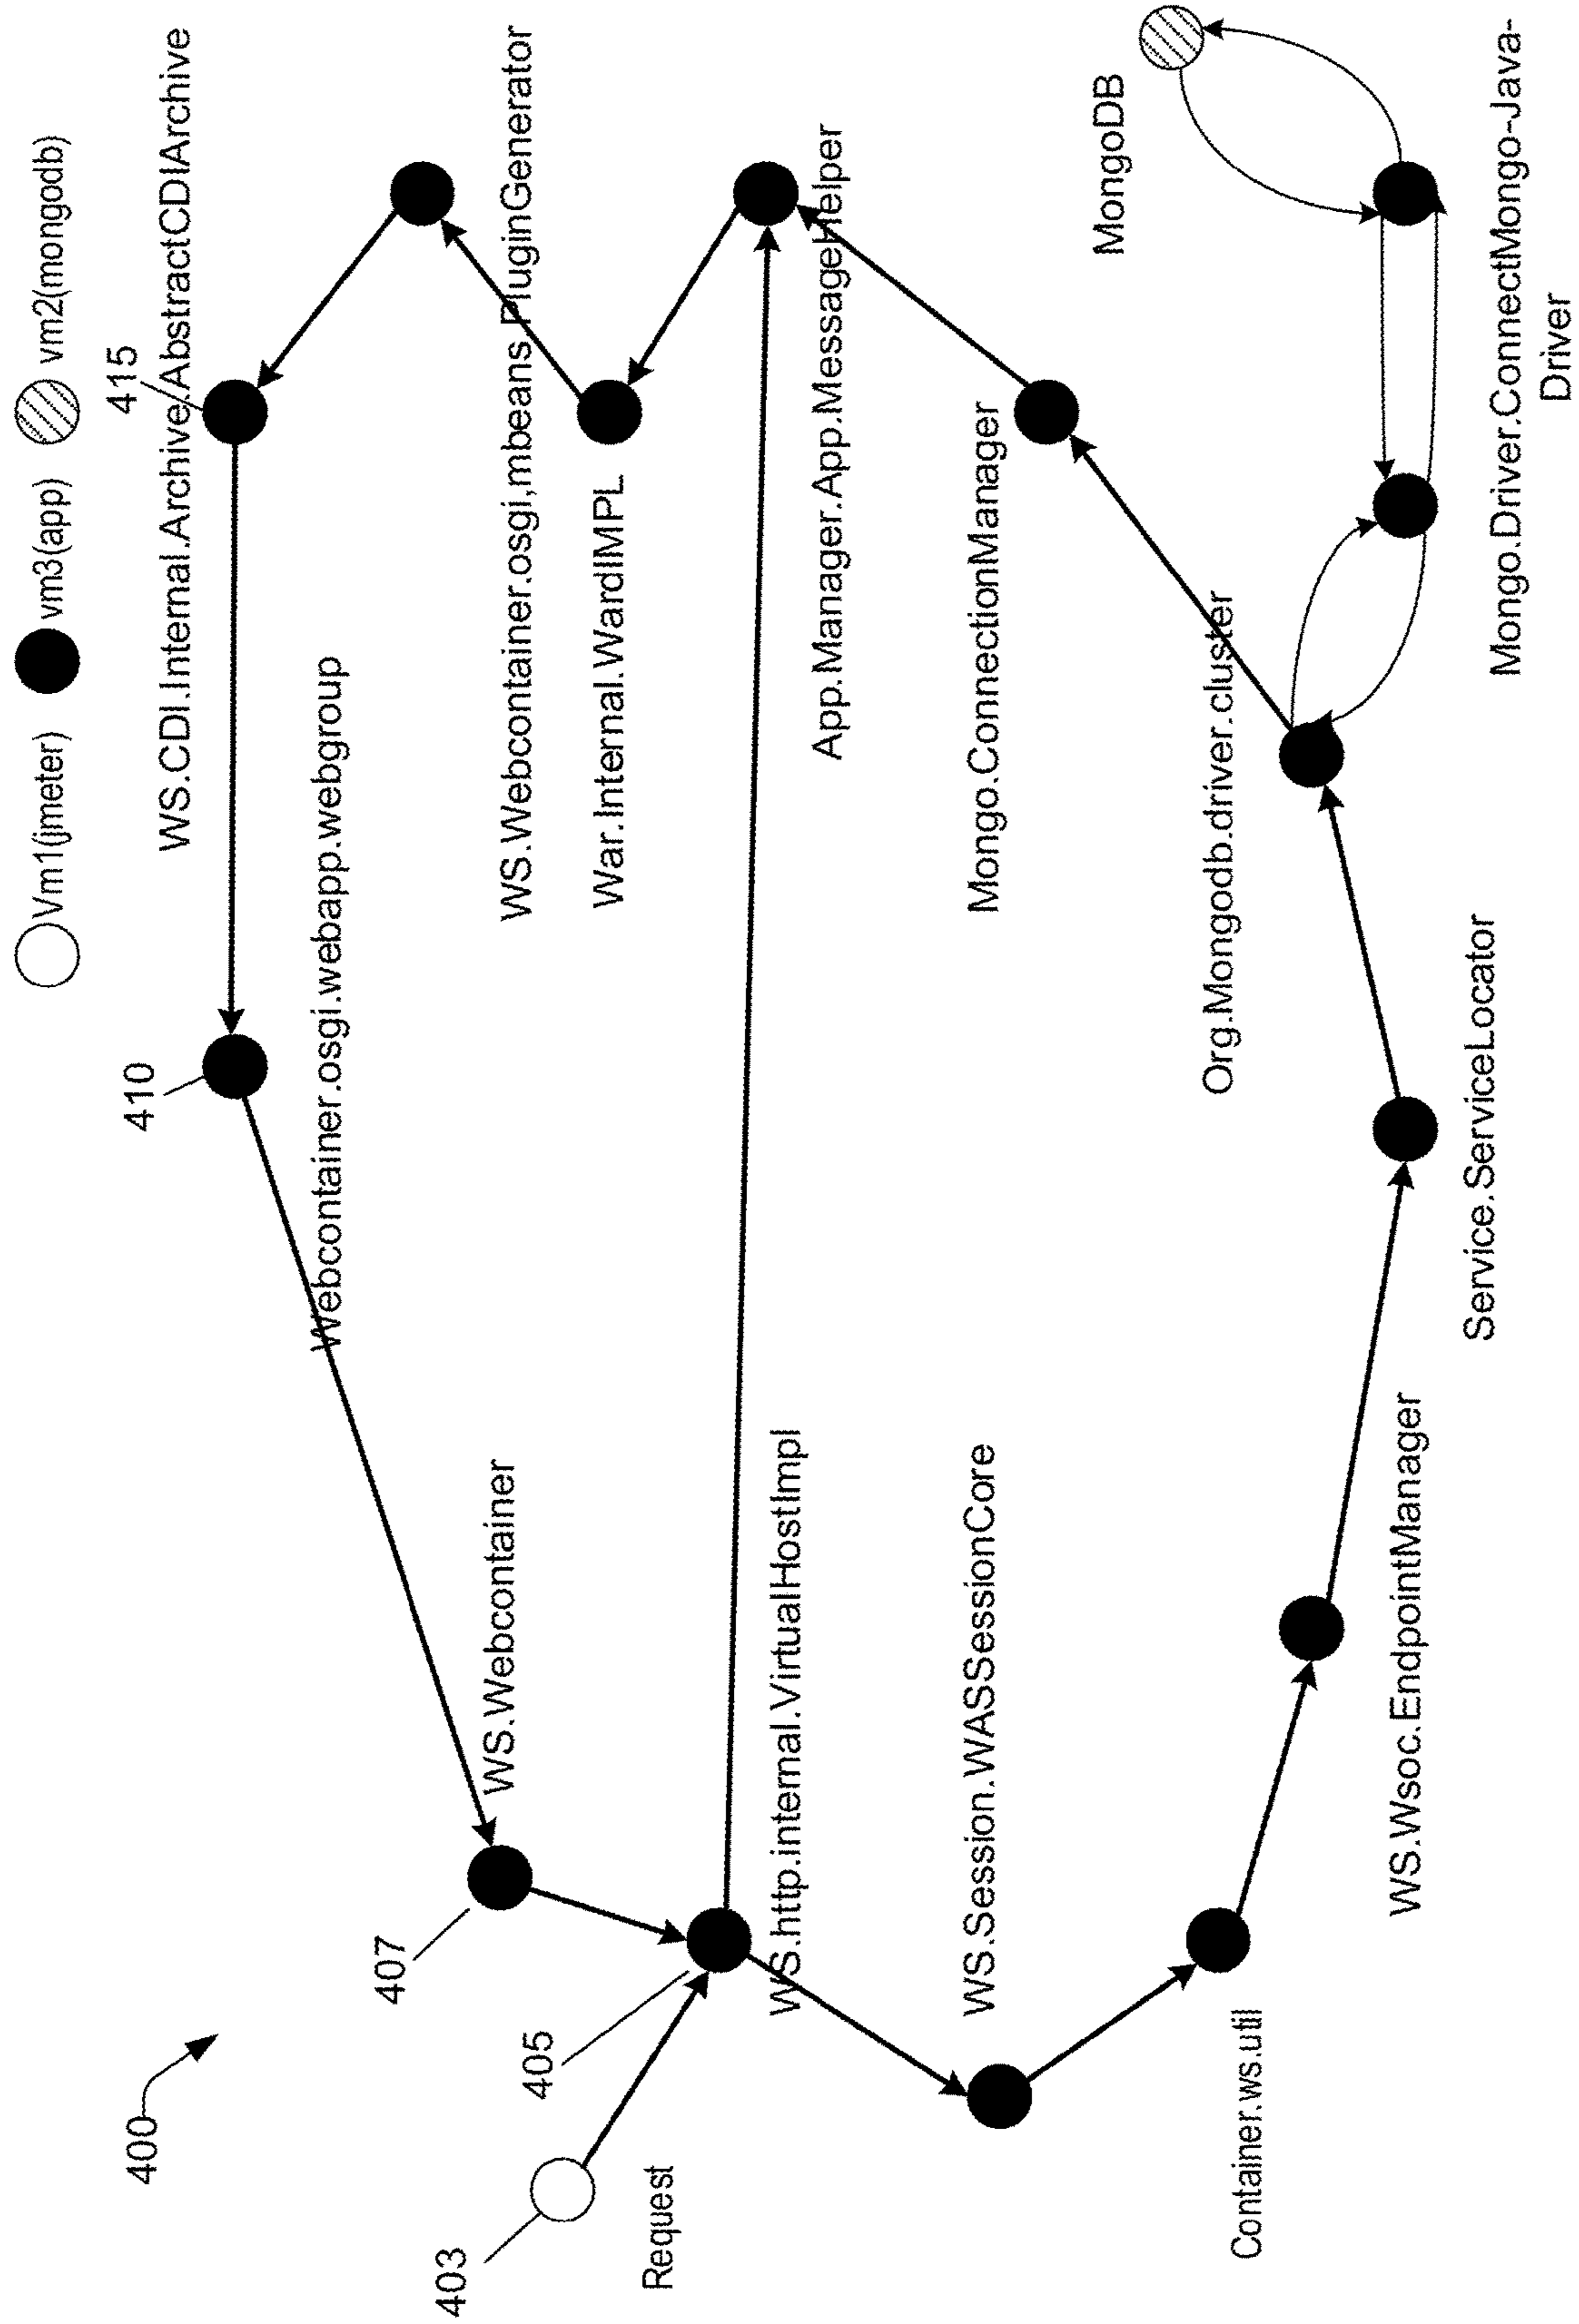 Vm1(jmeter)
vm3(app)
vm2(mongodb)
400
415
WS.CDI.Internal.Archive.AbstractCDIArchive
410
Webcontainer.osgi.webapp.webgroup
407
WS.Webcontainer
WS.Webcontainer.osgi,mbeans.PluginGenerator
War.Internal.WardIMPL
403
405
Request
WS.http.internal.VirtualHostImpl
App.Manager.App.MessageHelper
WS.Session.WASSessionCore
Mongo.ConnectionManager
MongoDB
Container.ws.util
Org.Mongodb.driver.cluster
WS.Wsoc.EndpointManager
Service.ServiceLocator
Mongo.Driver.ConnectMongo-Java-
Driver